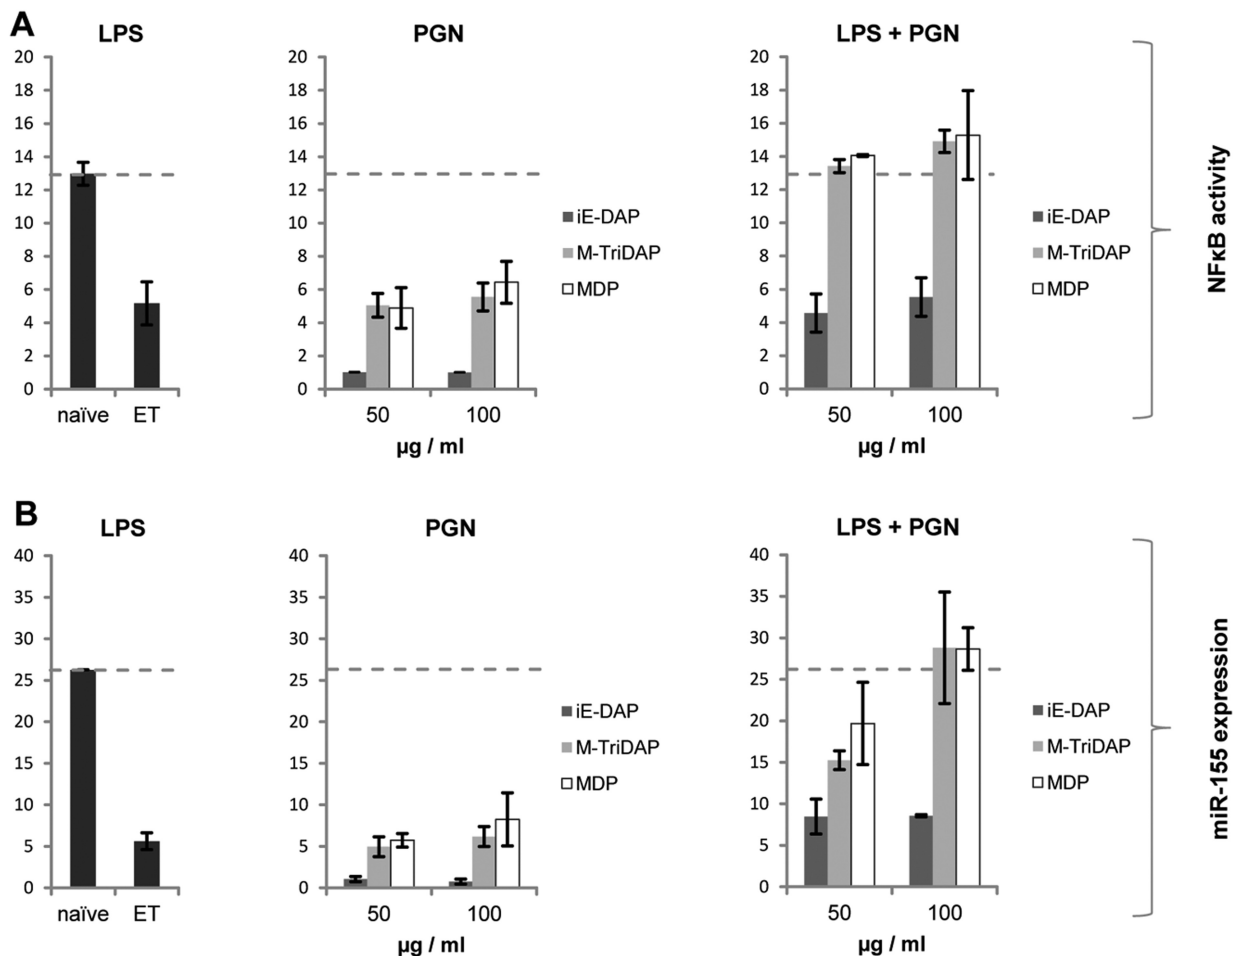 A
LPS
PGN
LPS + PGN
20
18
16
14
12
10
8
6
4
2
0
naïve ET
20
18
16
14
12
10
8
6
4
2
0
50 100
µg / ml
iE-DAP
M-TriDAP
MDP
20
18
16
14
12
10
8
6
4
2
0
50 100
µg / ml
iE-DAP
M-TriDAP
MDP
NFκB activity
B
LPS
PGN
LPS + PGN
40
35
30
25
20
15
10
5
0
naïve ET
40
35
30
25
20
15
10
5
0
50 100
µg / ml
iE-DAP
M-TriDAP
MDP
40
35
30
25
20
15
10
5
0
50 100
µg / ml
iE-DAP
M-TriDAP
MDP
miR-155 expression